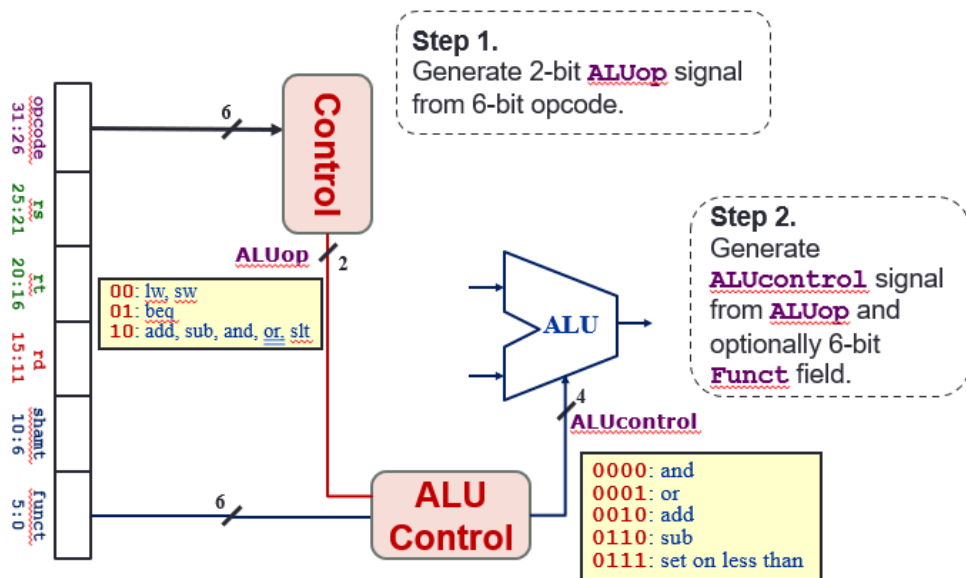 Step 1.
Generate 2-bit ALUop signal
from 6-bit opcode.
opcode
31:26
rs
25:21
rt
20:16
rd
15:11
shamt
10:6
funct
5:0
6
Control
ALUop
2
00: lw, sw
01: beq
10: add, sub, and, or, slt
ALU
4
ALUcontrol
Step 2.
Generate
ALUcontrol signal
from ALUop and
optionally 6-bit
Funct field.
6
ALU
Control
0000: and
0001: or
0010: add
0110: sub
0111: set on less than